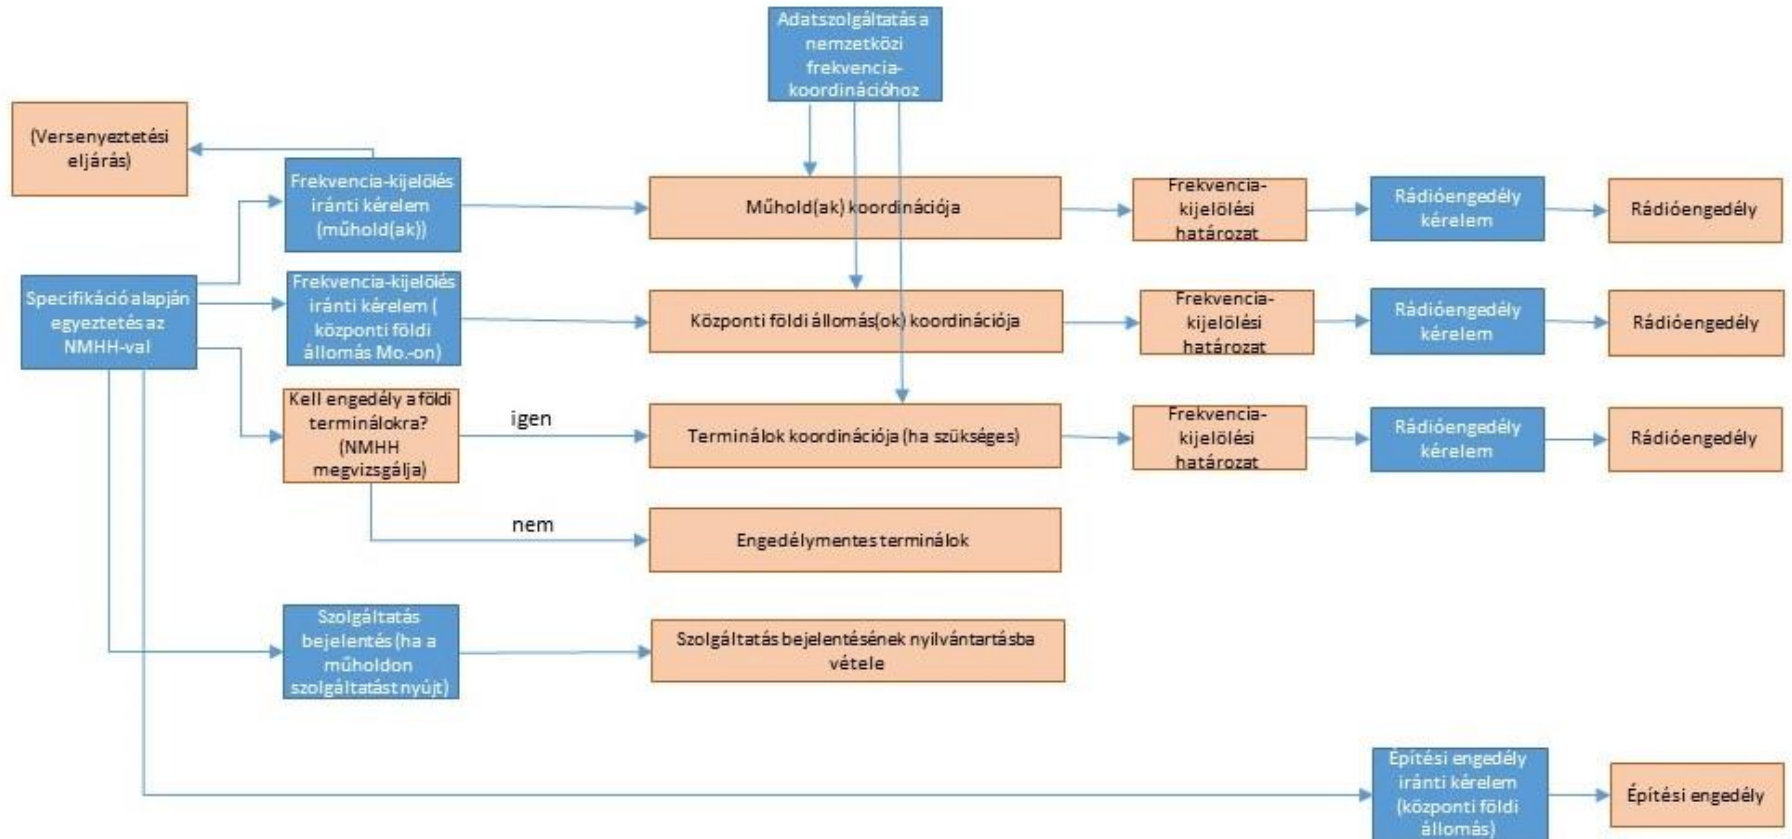 Adatszolgáltatás a
nemzetközi
frekvencia-
koordinációhoz
(Versenyeztetési
eljárás)
Frekvencia-kijelölés
iránti kérelem
(műhold(ak))
Műhold(ak) koordinációja
Frekvencia-
kijelölési
határozat
Rádióengedély
kérelem
Rádióengedély
Specifikáció alapján
egyeztetés az
NMHH-val
Frekvencia-kijelölés
iránti kérelem (
központi földi
állomás Mo.-on)
Központi földi állomás(ok) koordinációja
Frekvencia-
kijelölési
határozat
Rádióengedély
kérelem
Rádióengedély
Kell engedély a földi
terminálokra?
(NMHH
megvizsgálja)
igen
Terminálok koordinációja (ha szükséges)
Frekvencia-
kijelölési
határozat
Rádióengedély
kérelem
Rádióengedély
nem
Engedélymentes terminálok
Szolgáltatás
bejelentés (ha a
műholdon
szolgáltatást nyújt)
Szolgáltatás bejelentésének nyilvántartásba
vétele
Építési engedély
iránti kérelem
(központi földi
állomás)
Építési engedély